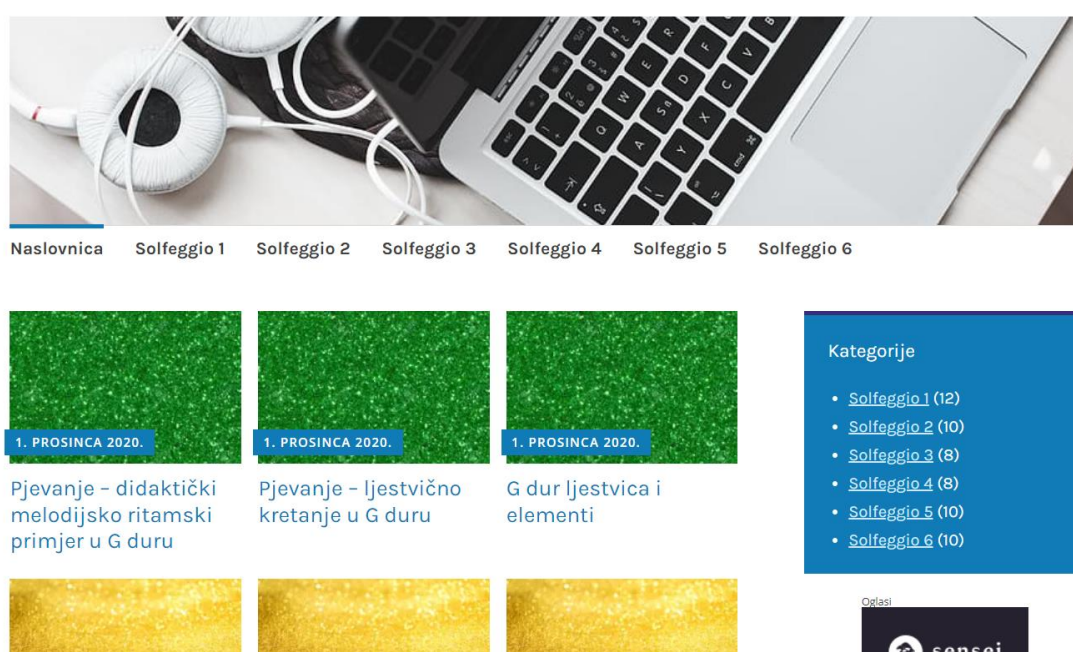 Naslovnica Solfeggio 1 Solfeggio 2 Solfeggio 3 Solfeggio 4 Solfeggio 5 Solfeggio 6
1. PROSINCA 2020.
Pjevanje – didaktički
melodijsko ritamski
primjer u G duru
1. PROSINCA 2020.
Pjevanje – ljestvično
kretanje u G duru
1. PROSINCA 2020.
G dur ljestvica i
elementi
Kategorije
Solfeggio 1 (12)
Solfeggio 2 (10)
Solfeggio 3 (8)
Solfeggio 4 (8)
Solfeggio 5 (10)
Solfeggio 6 (10)
Oglasi
sensei